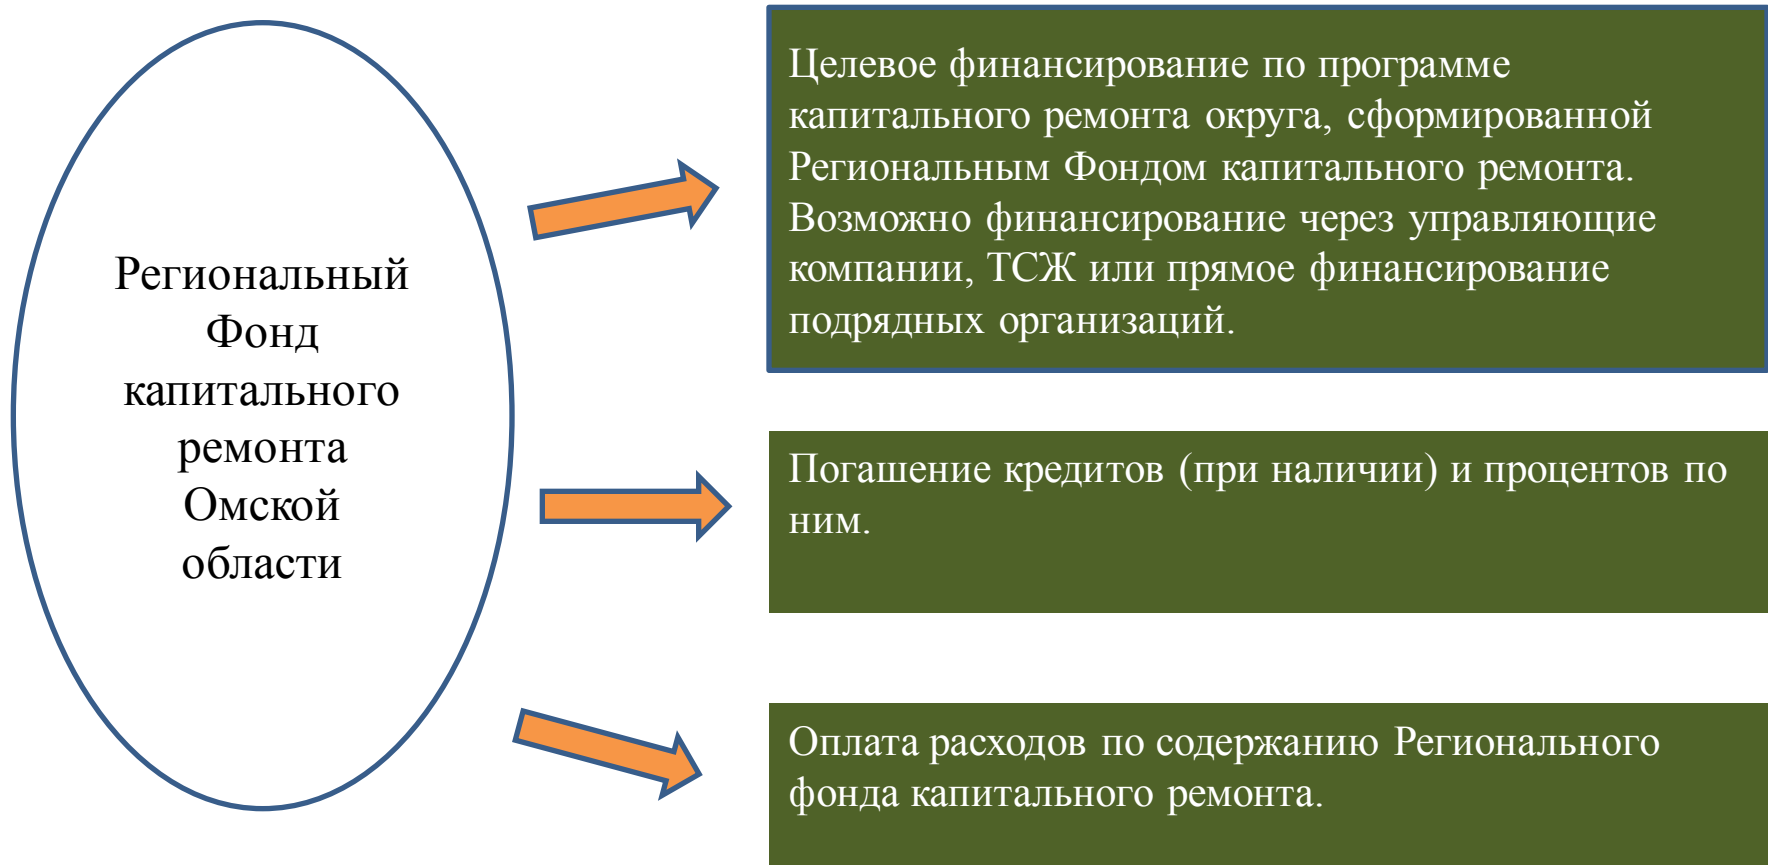 Региональный
Фонд
капитального
ремонта
Омской
области
Целевое финансирование по программе
капитального ремонта округа, сформированной
Региональным Фондом капитального ремонта.
Возможно финансирование через управляющие
компании, ТСЖ или прямое финансирование
подрядных организаций.
Погашение кредитов (при наличии) и процентов по
ним.
Оплата расходов по содержанию Регионального
фонда капитального ремонта.